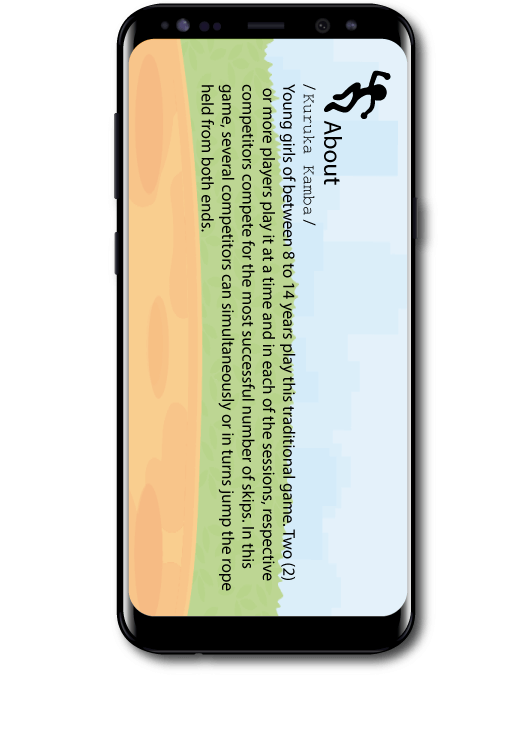 About
/Kuruka Kamba/
Young girls of between 8 to 14 years play this traditional game. Two (2)
or more players play it at a time and in each of the sessions, respective
competitors compete for the most successful number of skips. In this
game, several competitors can simultaneously or in turns jump the rope
held from both ends.